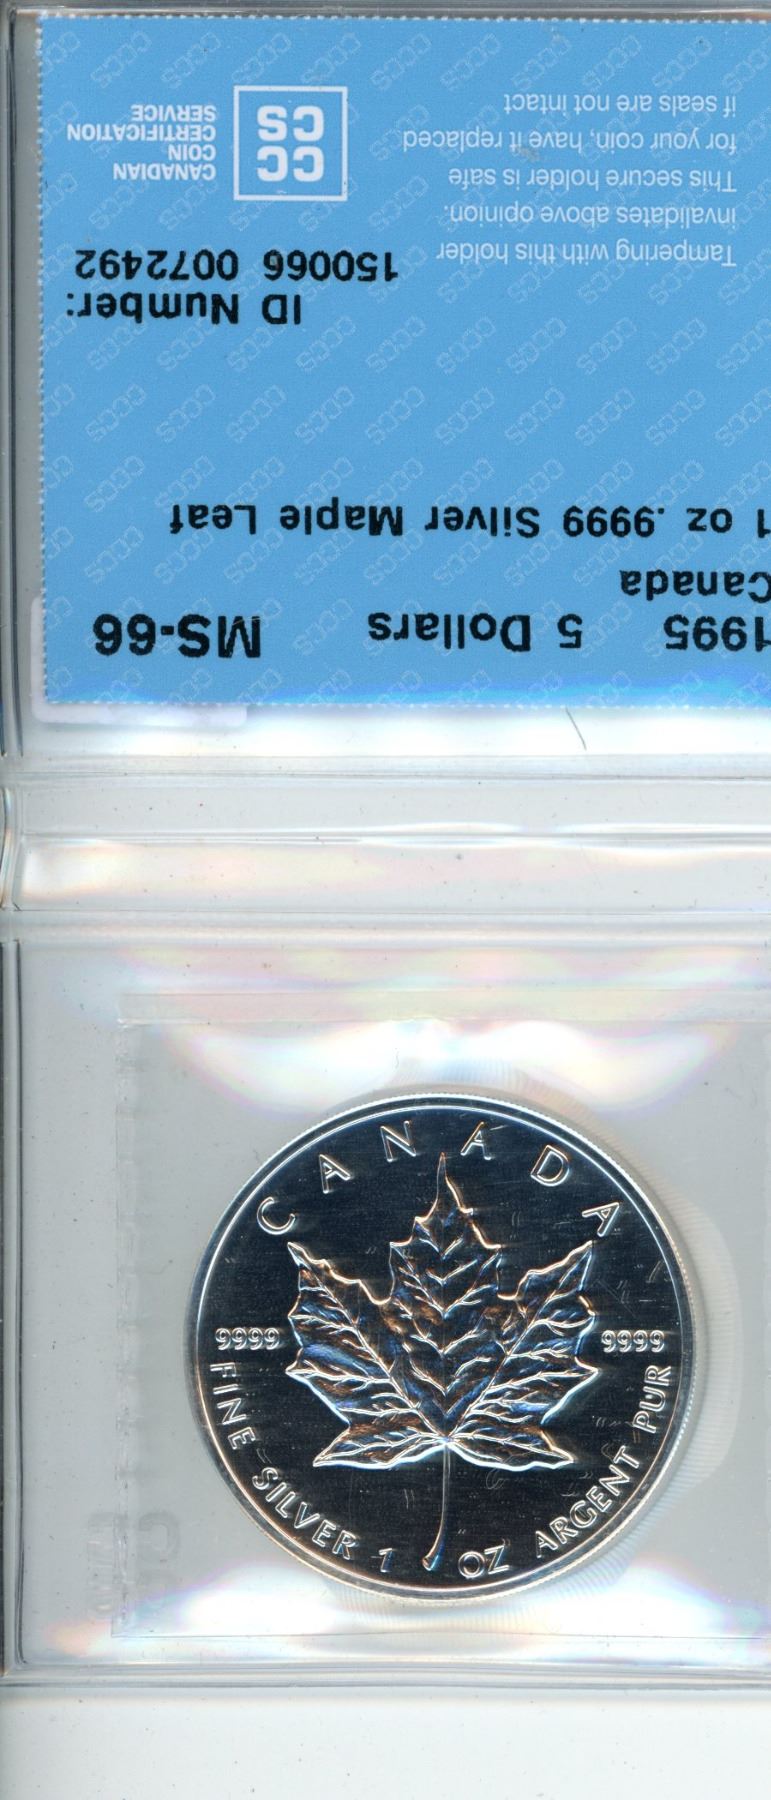 1995 5 Dollars MS-66
Canada
1 oz .9999 Silver Maple Leaf
ID Number:
150066 0072492
Tampering with this holder
invalidates above opinion.
This secure holder is safe
for your coin, have it replaced
if seals are not intact
CC
CS
CANADIAN
COIN
CERTIFICATION
SERVICE
CANADA
9999 9999
FINE SILVER 1 OZ ARGENT PUR